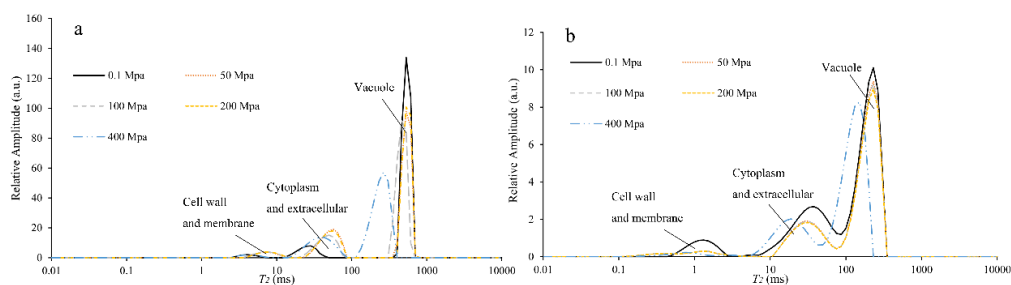 a
Relative Amplitude (a.u.)
160
140
120
100
80
60
40
20
0
0.1 Mpa
50 Mpa
100 Mpa
200 Mpa
400 Mpa
Vacuole
Cytoplasm
and extracellular
Cell wall
and membrane
0.01
0.1
1
10
100
1000
10000
T2 (ms)
b
Relative Amplitude (a.u.)
12
10
8
6
4
2
0
0.1 Mpa
50 Mpa
100 Mpa
200 Mpa
400 Mpa
Vacuole
Cytoplasm
and extracellular
Cell wall
and membrane
0.01
0.1
1
10
100
1000
10000
T2 (ms)